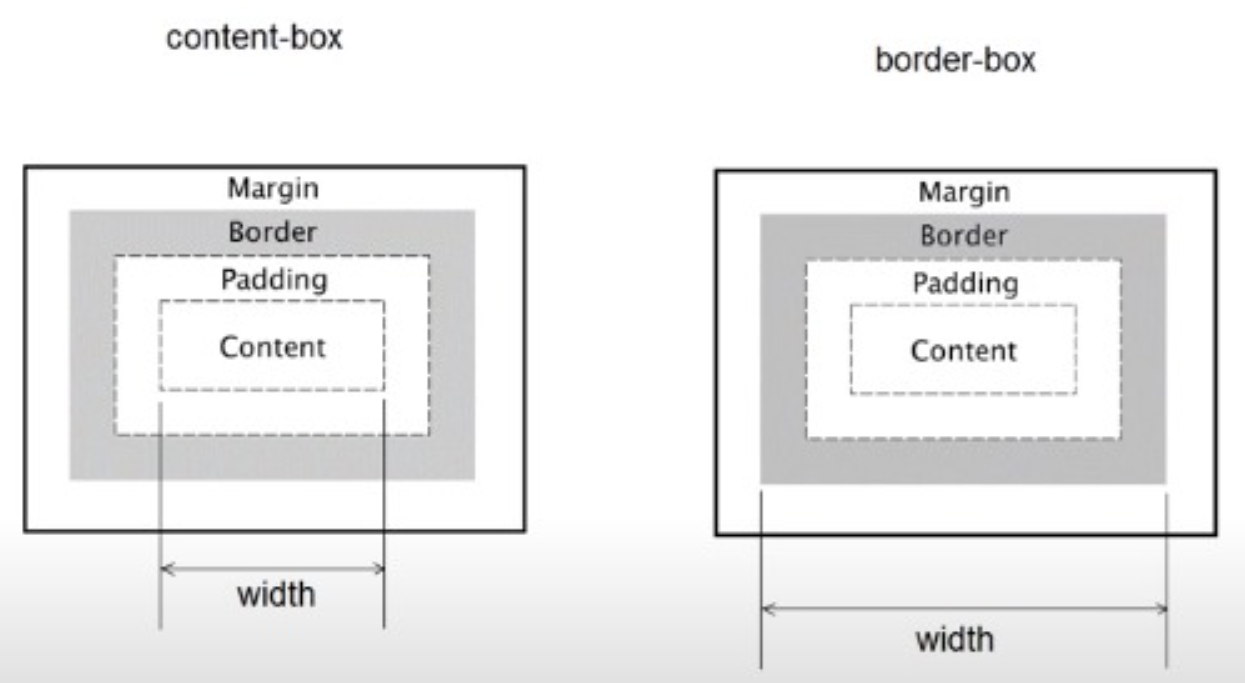 content-box
Margin
Border
Padding
Content
width
border-box
Margin
Border
Padding
Content
width